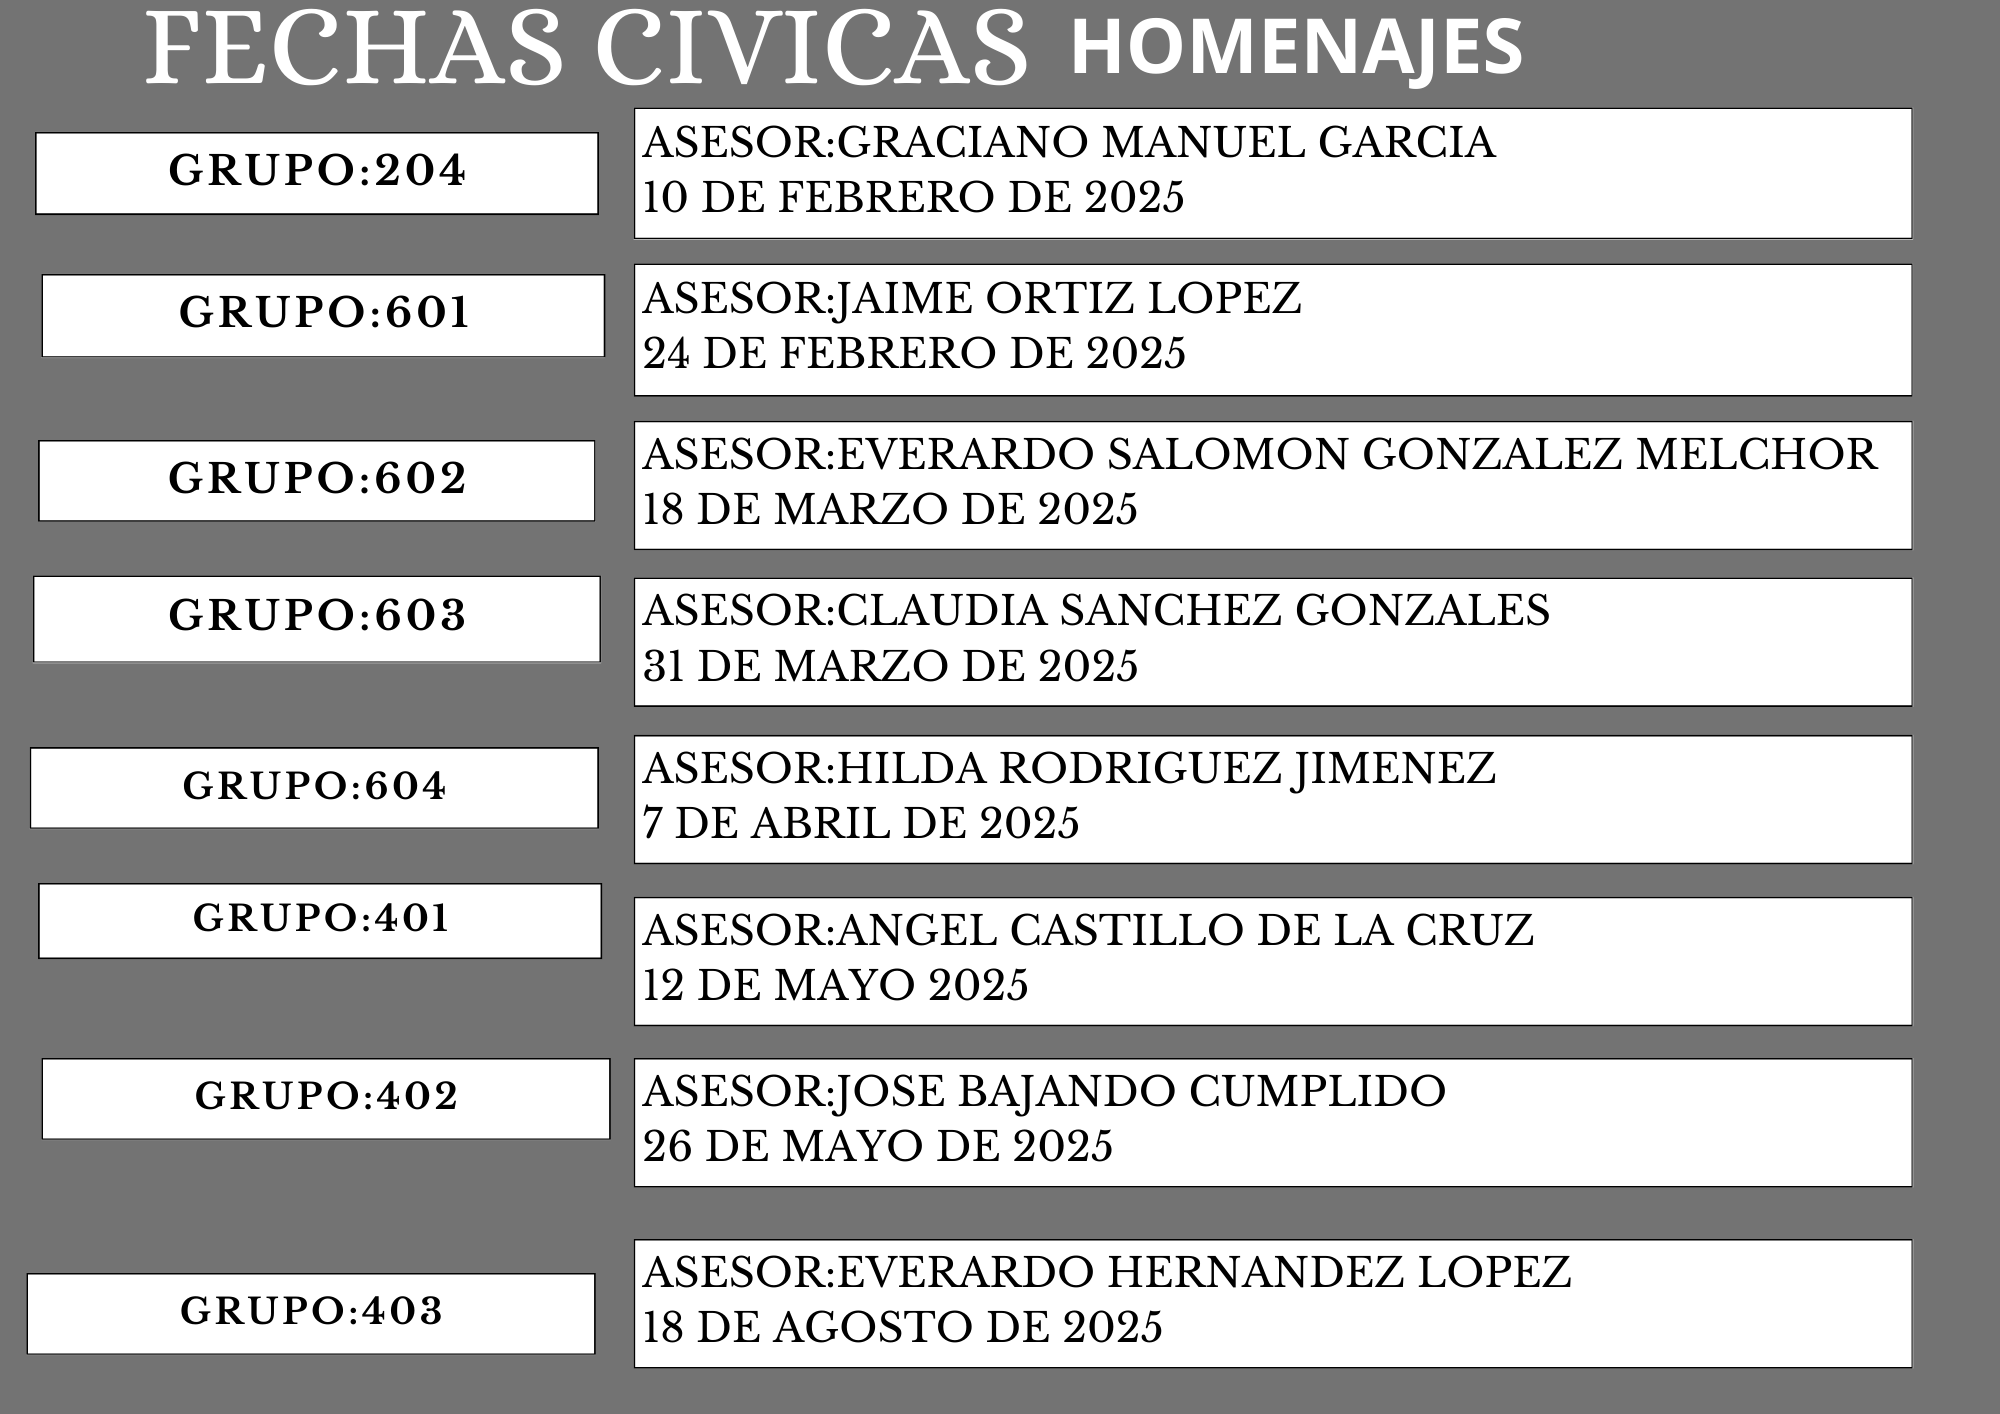 FECHAS CIVICAS HOMENAJES
GRUPO:204
ASESOR:GRACIANO MANUEL GARCIA
10 DE FEBRERO DE 2025
GRUPO:601
ASESOR:JAIME ORTIZ LOPEZ
24 DE FEBRERO DE 2025
GRUPO:602
ASESOR:EVERARDO SALOMON GONZALEZ MELCHOR
18 DE MARZO DE 2025
GRUPO:603
ASESOR:CLAUDIA SANCHEZ GONZALES
31 DE MARZO DE 2025
GRUPO:604
ASESOR:HILDA RODRIGUEZ JIMENEZ
7 DE ABRIL DE 2025
GRUPO:401
ASESOR:ANGEL CASTILLO DE LA CRUZ
12 DE MAYO 2025
GRUPO:402
ASESOR:JOSE BAJANDO CUMPLIDO
26 DE MAYO DE 2025
GRUPO:403
ASESOR:EVERARDO HERNANDEZ LOPEZ
18 DE AGOSTO DE 2025